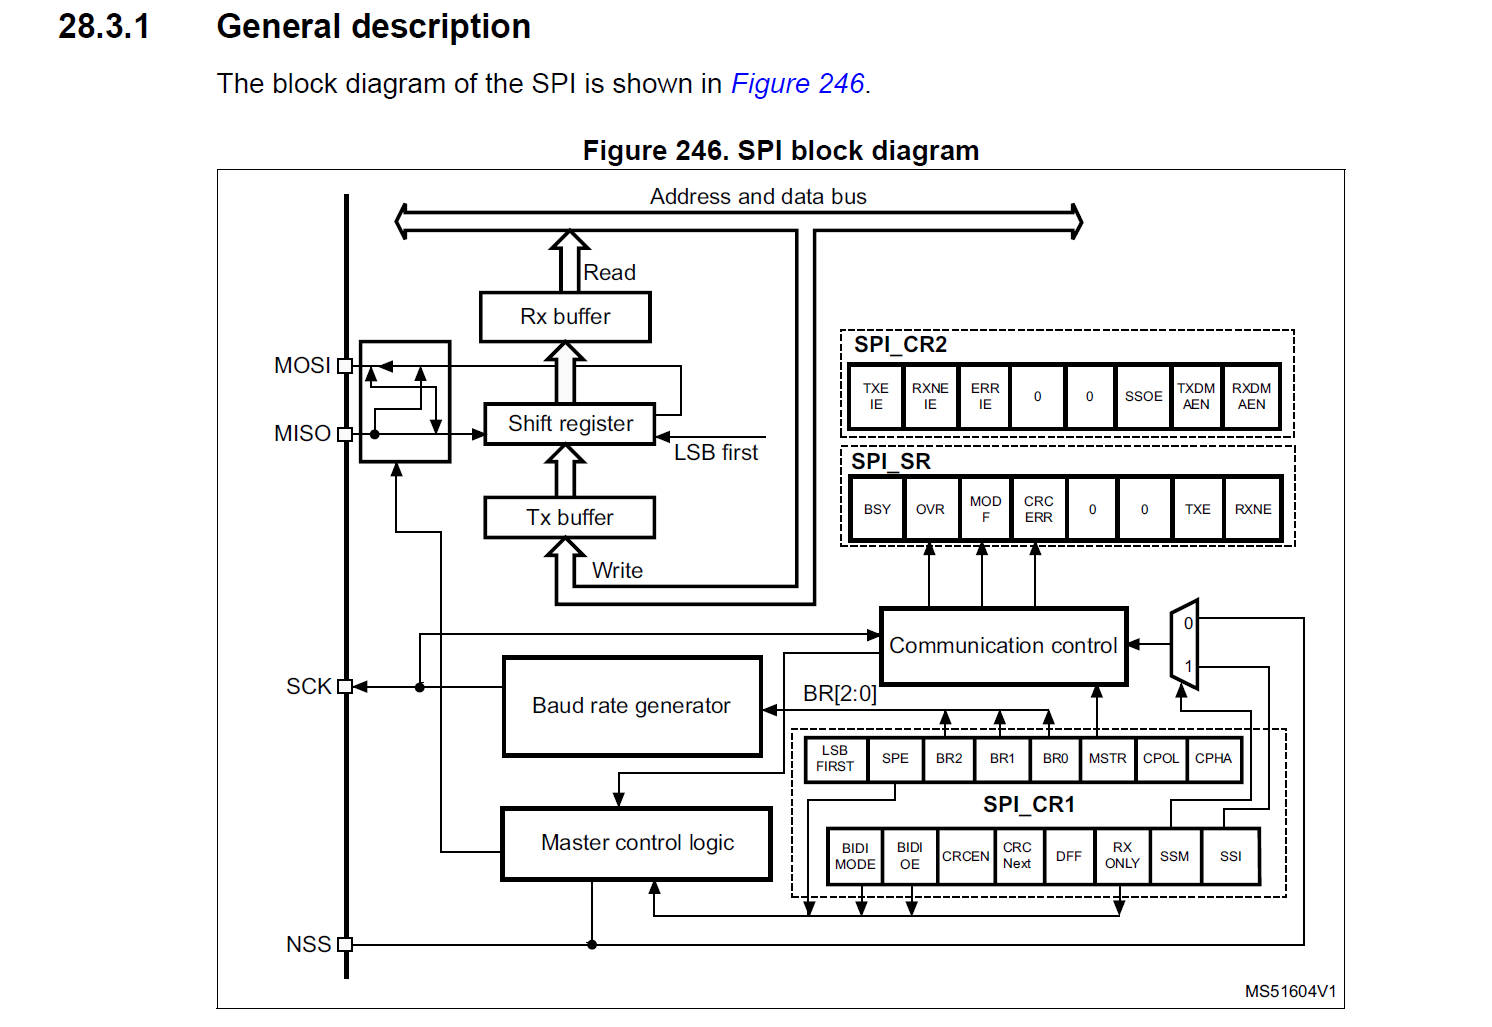 28.3.1 General description
The block diagram of the SPI is shown in Figure 246.
Figure 246. SPI block diagram
Address and data bus
Read
Rx buffer
MOSI
MISO
Shift register
LSB first
Tx buffer
Write
SPI_CR2
TXE IE
RXNE IE
ERR IE
0
0
SSOE
TXDM AEN
RXDM AEN
SPI_SR
BSY
OVR
MOD F
CRC ERR
0
0
TXE
RXNE
Communication control
0
1
SCK
Baud rate generator
BR[2:0]
LSB FIRST
SPE
BR2
BR1
BR0
MSTR
CPOL
CPHA
SPI_CR1
Master control logic
BIDI MODE
BIDI OE
CRCEN
CRC Next
DFF
RX ONLY
SSM
SSI
NSS
MS51604V1